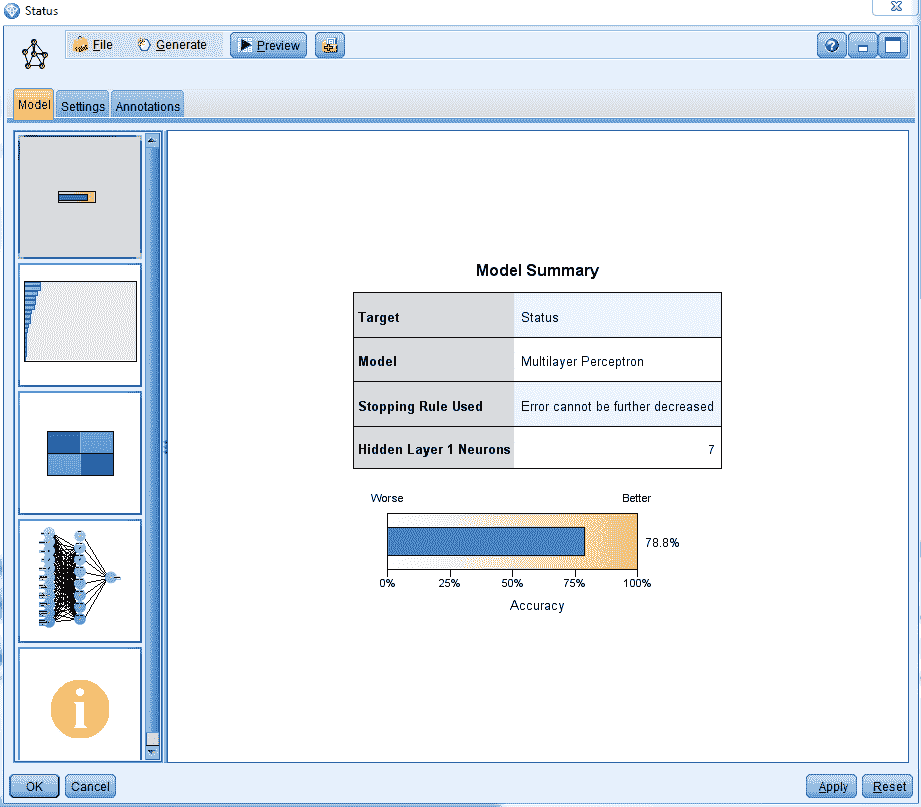 Status
File Generate Preview
Model Settings Annotations
Model Summary
Target Status
Model Multilayer Perceptron
Stopping Rule Used Error cannot be further decreased
Hidden Layer 1 Neurons 7
Worse Better
78.8%
0% 25% 50% 75% 100%
Accuracy
OK Cancel Apply Reset